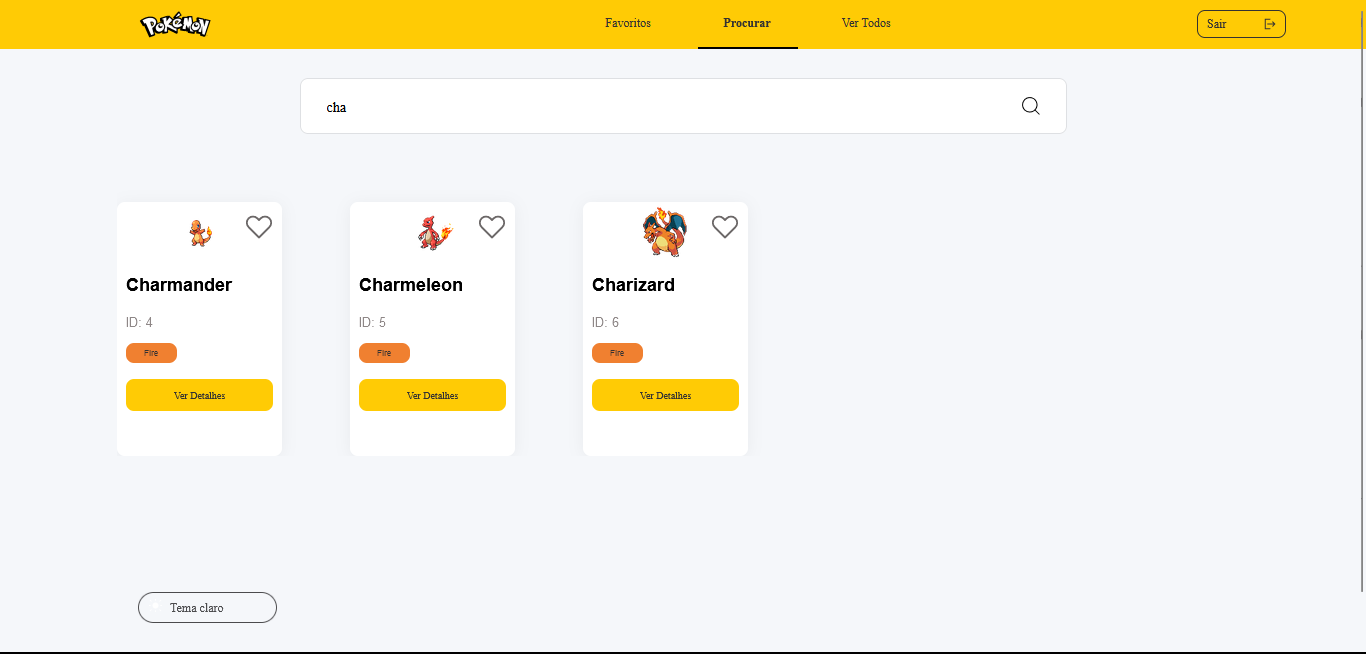 POKÉMON
Favoritos
Procurar
Ver Todos
Sair
cha
Charmander
ID: 4
Fire
Ver Detalhes
Charmeleon
ID: 5
Fire
Ver Detalhes
Charizard
ID: 6
Fire
Ver Detalhes
Tema claro